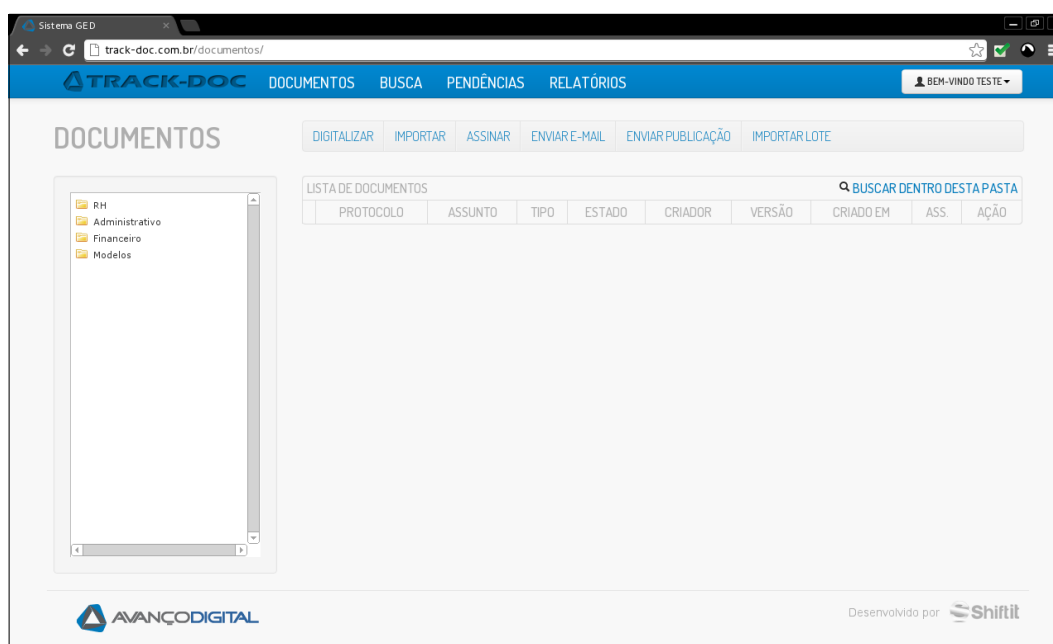 Sistema GED
track-doc.com.br/documentos/
TRACK-DOC DOCUMENTOS BUSCA PENDÊNCIAS RELATÓRIOS BEM-VINDO TESTE
DOCUMENTOS
DIGITALIZAR IMPORTAR ASSINAR ENVIAR E-MAIL ENVIAR PUBLICAÇÃO IMPORTAR LOTE
RH
Administrativo
Financeiro
Modelos
LISTA DE DOCUMENTOS BUSCAR DENTRO DESTA PASTA
PROTOCOLO ASSUNTO TIPO ESTADO CRIADOR VERSÃO CRIADO EM ASS. AÇÃO
AVANÇODIGITAL
Desenvolvido por Shiftit